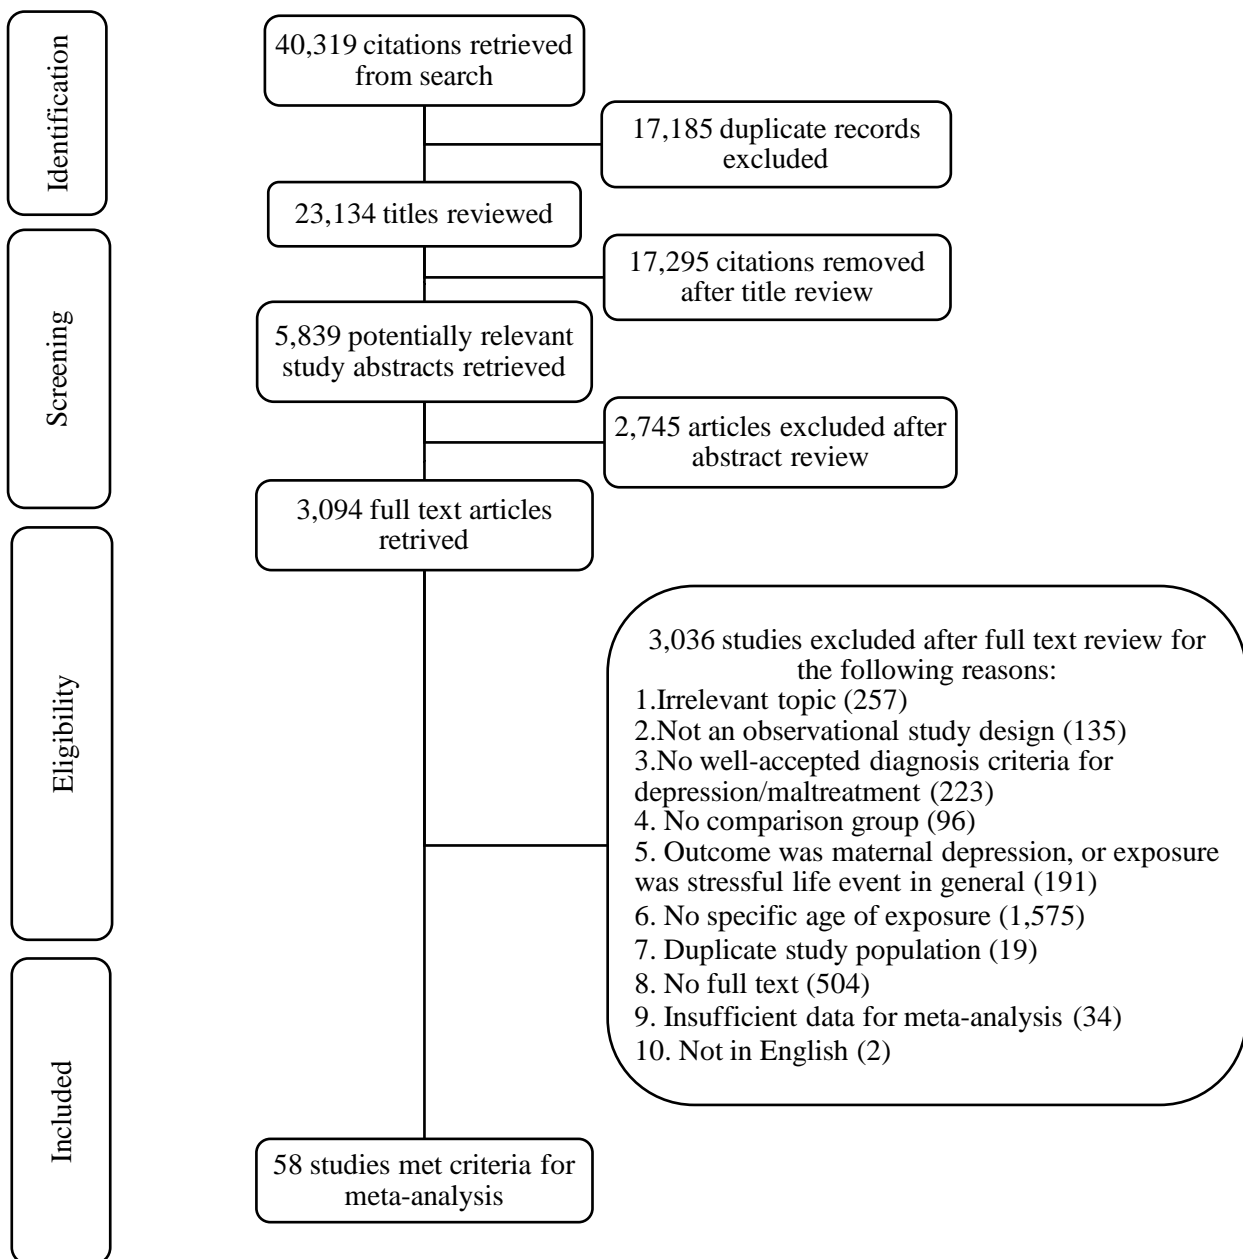 Identification
40,319 citations retrieved
from search
17,185 duplicate records
excluded
23,134 titles reviewed
Screening
17,295 citations removed
after title review
5,839 potentially relevant
study abstracts retrieved
2,745 articles excluded after
abstract review
3,094 full text articles
retrived
Eligibility
3,036 studies excluded after full text review for
the following reasons:
1.Irrelevant topic (257)
2.Not an observational study design (135)
3.No well-accepted diagnosis criteria for
depression/maltreatment (223)
4. No comparison group (96)
5. Outcome was maternal depression, or exposure
was stressful life event in general (191)
6. No specific age of exposure (1,575)
7. Duplicate study population (19)
8. No full text (504)
9. Insufficient data for meta-analysis (34)
10. Not in English (2)
Included
58 studies met criteria for
meta-analysis